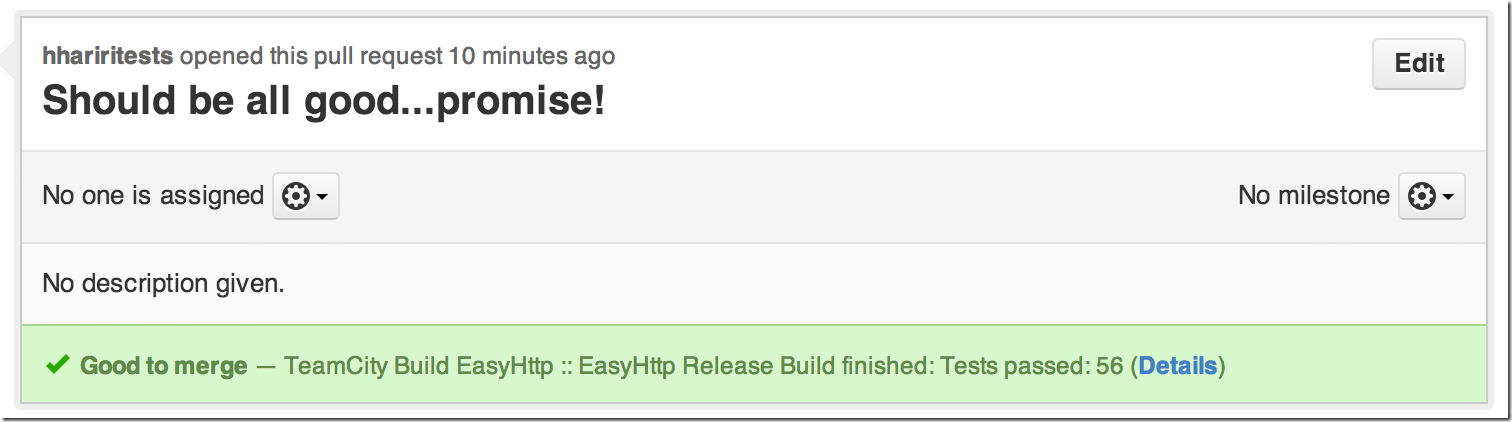 hhariritests opened this pull request 10 minutes ago
Edit
Should be all good...promise!
No one is assigned
No milestone
No description given.
Good to merge — TeamCity Build EasyHttp :: EasyHttp Release Build finished: Tests passed: 56 (Details)